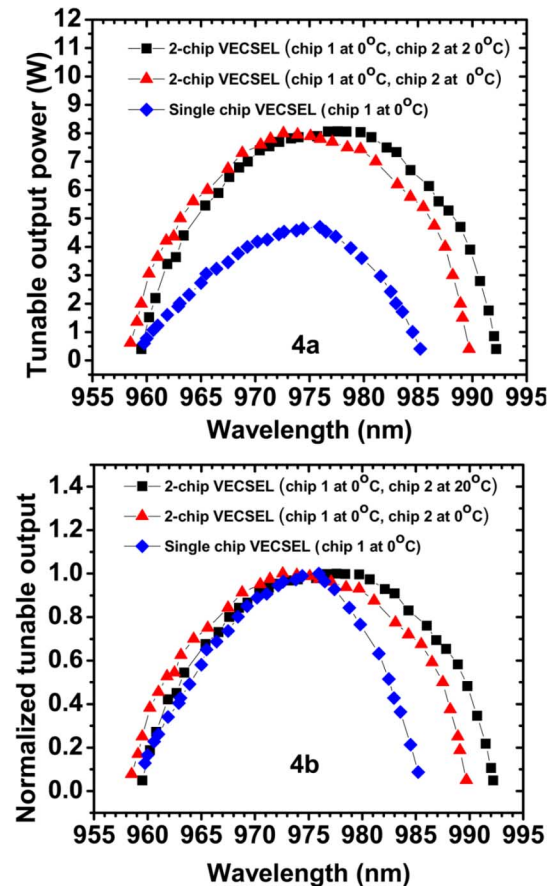 12
11
10
9
8
7
6
5
4
3
2
1
0
Tunable output power (W)
2-chip VECSEL (chip 1 at 0°C, chip 2 at 2 0°C)
2-chip VECSEL (chip 1 at 0°C, chip 2 at 0°C)
Single chip VECSEL (chip 1 at 0°C)
4a
955 960 965 970 975 980 985 990 995
Wavelength (nm)
1.4
1.2
1.0
0.8
0.6
0.4
0.2
0.0
Normalized tunable output
2-chip VECSEL (chip 1 at 0°C, chip 2 at 20°C)
2-chip VECSEL (chip 1 at 0°C, chip 2 at 0°C)
Single chip VECSEL (chip 1 at 0°C)
4b
955 960 965 970 975 980 985 990 995
Wavelength (nm)